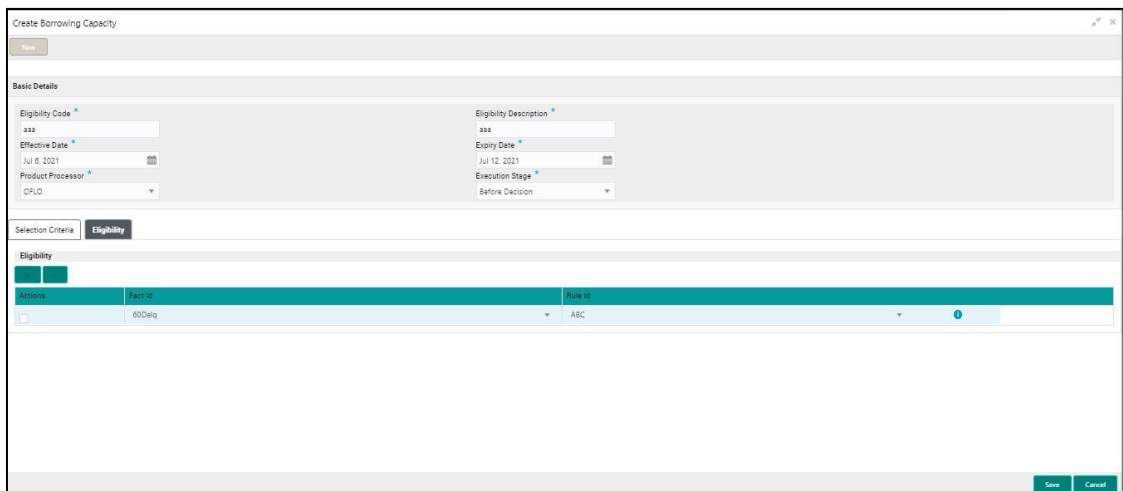 Create Borrowing Capacity
New
Basic Details
Eligibility Code * Eligibility Description *
aaa aaa
Effective Date * Expiry Date *
Jul 6, 2021 Jul 12, 2021
Product Processor * Execution Stage *
OFLO Before Decision
Selection Criteria Eligibility
Eligibility
Actions Fact Id Rule Id
60Delq ABC
Save Cancel